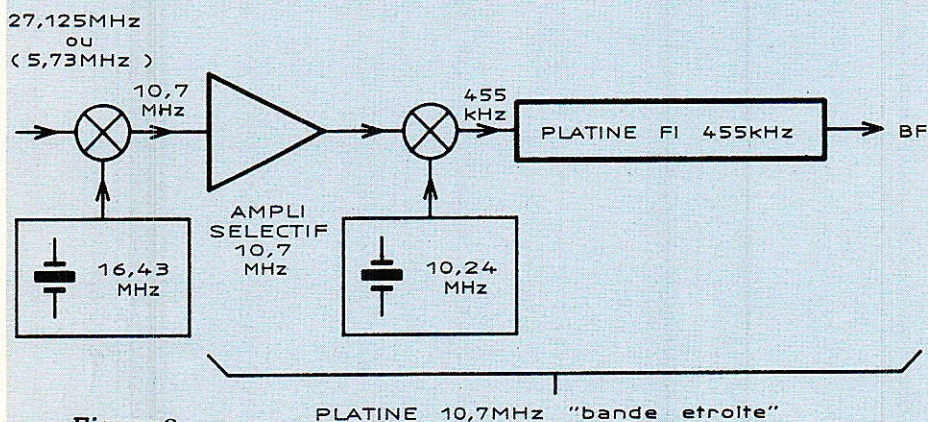 27,125MHz
ou
( 5,73MHz )
10,7
MHz
455
kHz
PLATINE FI 455kHz
BF
AMPLI
SELECTIF
10,7
MHz
16,43
MHz
10,24
MHz
PLATINE 10,7MHz "bande etroite"